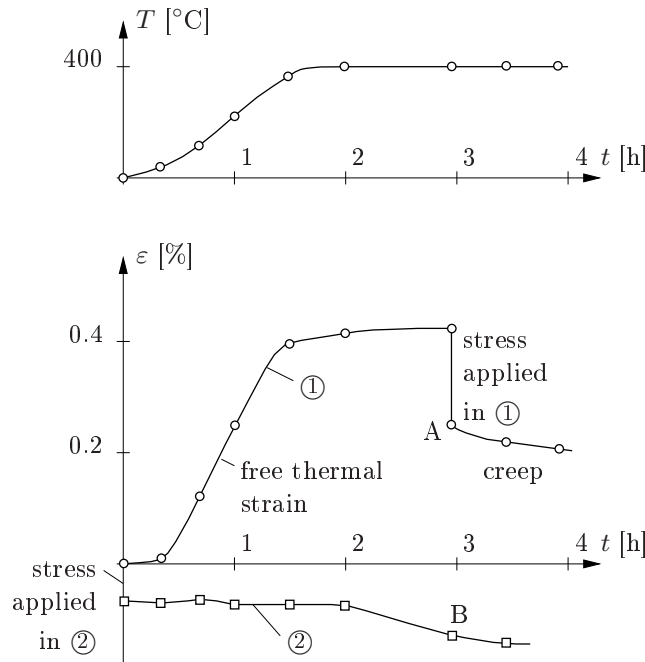 T [°C]
400
1 2 3 4 t [h]
ε [%]
0.4
stress
applied
in ①
①
A
0.2
creep
free thermal
strain
1 2 3 4 t [h]
stress
applied
in ②
B
②